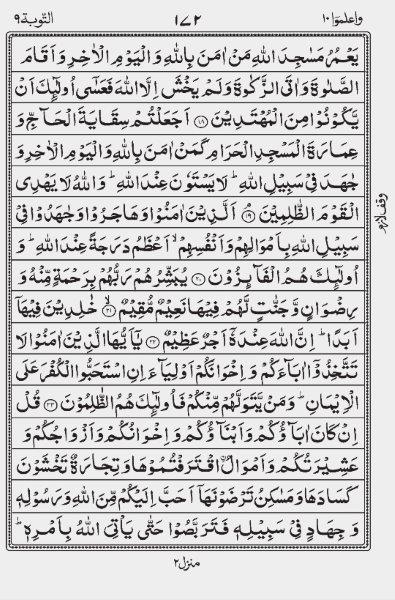 واعلموا ١٠
١٧٢
التوبة ٩
يَعْمُرُ مَسٰجِدَ اللّٰهِ مَنْ اٰمَنَ بِاللّٰهِ وَالْيَوْمِ الْاٰخِرِ وَاَقَامَ
الصَّلٰوةَ وَاٰتَى الزَّكٰوةَ وَلَمْ يَخْشَ اِلَّا اللّٰهَ فَعَسٰٓى اُولٰٓئِكَ اَنْ
يَّكُوْنُوْا مِنَ الْمُهْتَدِيْنَ ۝١٨ اَجَعَلْتُمْ سِقَايَةَ الْحَآجِّ وَ
عِمَارَةَ الْمَسْجِدِ الْحَرَامِ كَمَنْ اٰمَنَ بِاللّٰهِ وَالْيَوْمِ الْاٰخِرِ وَ
جٰهَدَ فِيْ سَبِيْلِ اللّٰهِ ؕ لَا يَسْتَوٗنَ عِنْدَ اللّٰهِ ؕ وَاللّٰهُ لَا يَهْدِى
الْقَوْمَ الظّٰلِمِيْنَ ۝١٩ اَلَّذِيْنَ اٰمَنُوْا وَهَاجَرُوْا وَجٰهَدُوْا فِيْ
سَبِيْلِ اللّٰهِ بِاَمْوَالِهِمْ وَاَنْفُسِهِمْ ۙ اَعْظَمُ دَرَجَةً عِنْدَ اللّٰهِ ؕ وَ
اُولٰٓئِكَ هُمُ الْفَآئِزُوْنَ ۝٢٠ يُبَشِّرُهُمْ رَبُّهُمْ بِرَحْمَةٍ مِّنْهُ وَ
رِضْوَانٍ وَّجَنّٰتٍ لَّهُمْ فِيْهَا نَعِيْمٌ مُّقِيْمٌ ۝٢١ خٰلِدِيْنَ فِيْهَآ
اَبَدًا ؕ اِنَّ اللّٰهَ عِنْدَهٗٓ اَجْرٌ عَظِيْمٌ ۝٢٢ يٰٓاَيُّهَا الَّذِيْنَ اٰمَنُوْا لَا
تَتَّخِذُوْٓا اٰبَآءَكُمْ وَاِخْوَانَكُمْ اَوْلِيَآءَ اِنِ اسْتَحَبُّوا الْكُفْرَ عَلَى
الْاِيْمَانِ ؕ وَمَنْ يَّتَوَلَّهُمْ مِّنْكُمْ فَاُولٰٓئِكَ هُمُ الظّٰلِمُوْنَ ۝٢٣ قُلْ
اِنْ كَانَ اٰبَآؤُكُمْ وَاَبْنَآؤُكُمْ وَاِخْوَانُكُمْ وَاَزْوَاجُكُمْ وَ
عَشِيْرَتُكُمْ وَاَمْوَالُ ۨاقْتَرَفْتُمُوْهَا وَتِجَارَةٌ تَخْشَوْنَ
كَسَادَهَا وَمَسٰكِنُ تَرْضَوْنَهَآ اَحَبَّ اِلَيْكُمْ مِّنَ اللّٰهِ وَرَسُوْلِهٖ
وَجِهَادٍ فِيْ سَبِيْلِهٖ فَتَرَبَّصُوْا حَتّٰى يَاْتِيَ اللّٰهُ بِاَمْرِهٖ ؕ
وقف لازم
منزل ٢